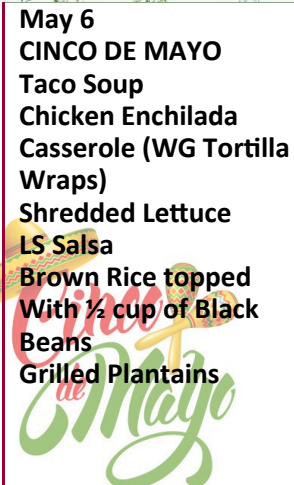 May 6
CINCO DE MAYO
Taco Soup
Chicken Enchilada
Casserole (WG Tortilla
Wraps)
Shredded Lettuce
LS Salsa
Brown Rice topped
With ½ cup of Black
Beans
Grilled Plantains
Cinco
de
Mayo